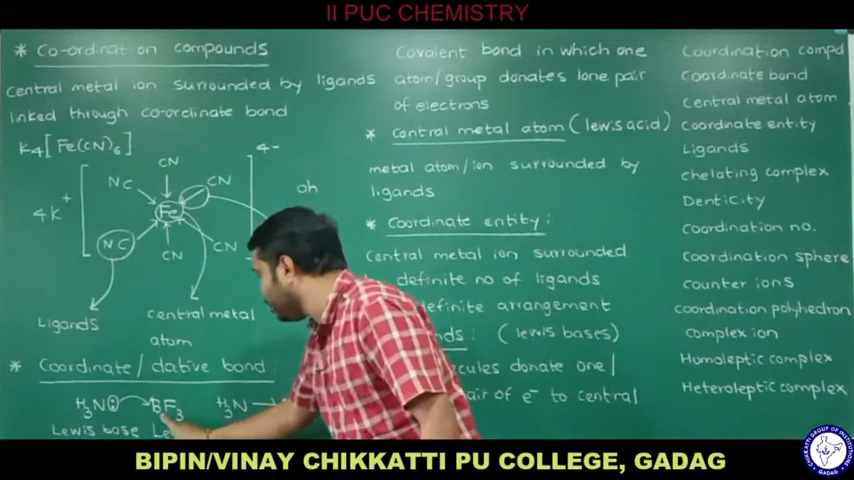 II PUC CHEMISTRY
* Co-ordination compounds
Central metal ion surrounded by ligands
linked through co-ordinate bond
K4[Fe(CN)6]
4-
CN
NC
CN
4K+
Fe
NC
CN
CN
oh
Ligands
central metal
atom
* Coordinate/dative bond:
H3N: BF3 H3N →
Lewis base
Covalent bond in which one
atom/group donates lone pair
of electrons
* central metal atom (lewis acid)
metal atom/ion surrounded by
ligands
* Coordinate entity:
Central metal ion surrounded
definite no of ligands
definite arrangement
(lewis bases)
donate one/
of e- to central
Coordination compd
Coordinate bond
Central metal atom
Coordinate entity
Ligands
chelating complex
Denticity
Coordination no.
Coordination sphere
counter ions
coordination polyhedron
complex ion
Homoleptic complex
Heteroleptic complex
BIPIN/VINAY CHIKKATTI PU COLLEGE, GADAG